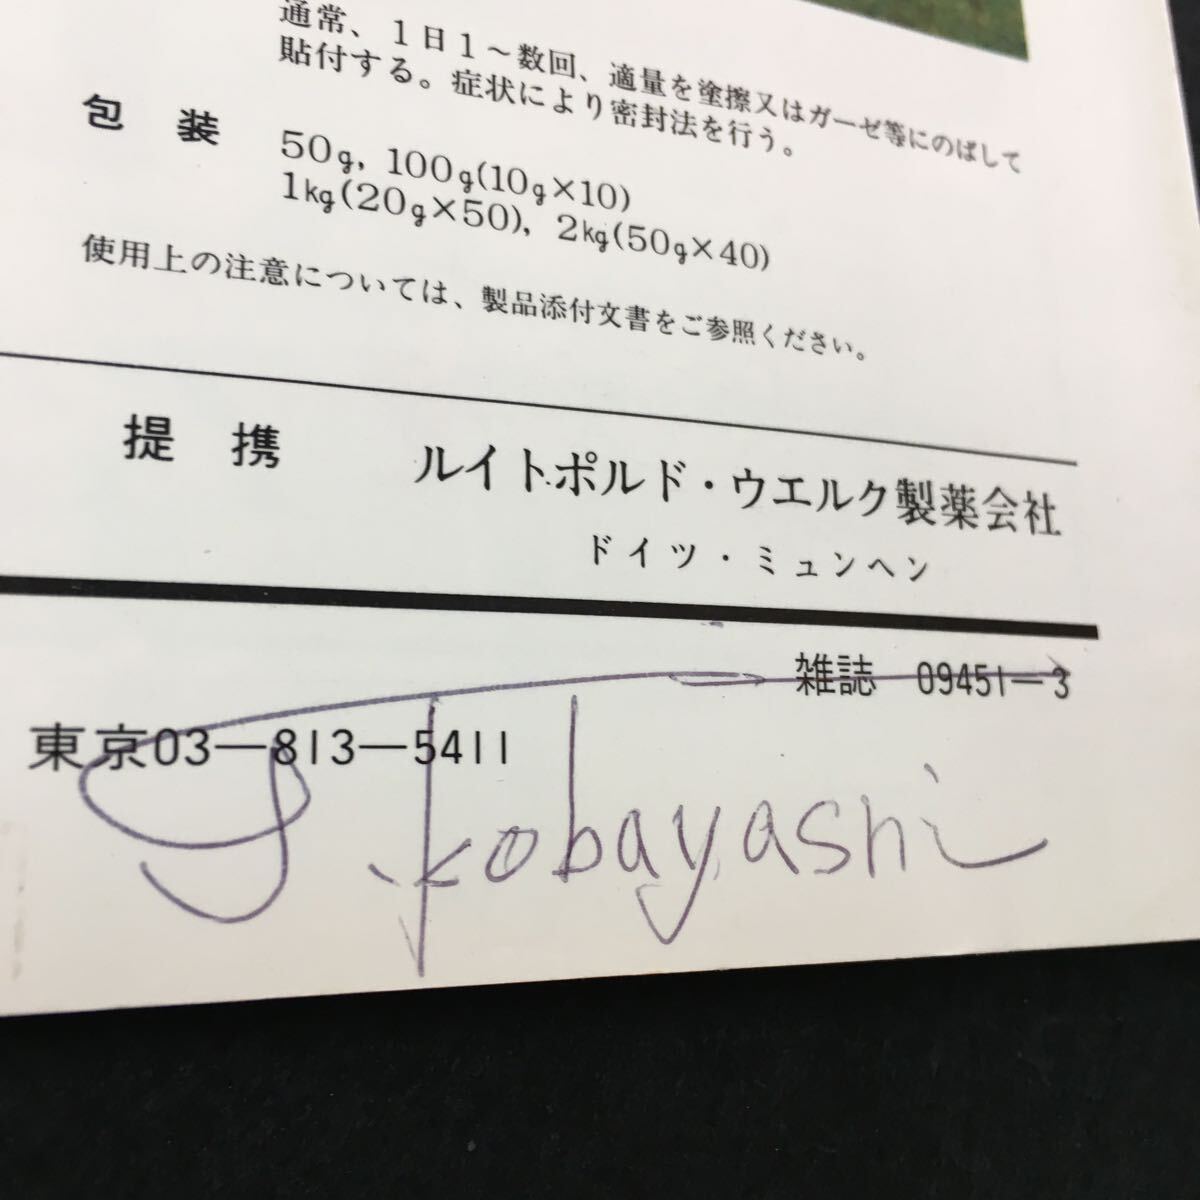 通常、1日1～数回、適量を塗擦又はガーゼ等にのばして
貼付する。症状により密封法を行う。
包装
50g, 100g(10g×10)
1kg(20g×50), 2kg(50g×40)
使用上の注意については、製品添付文書をご参照ください。
提携 ルイトポルド・ウエルク製薬会社
ドイツ・ミュンヘン
雑誌 09451-3
東京03-813-5411
kobayashi